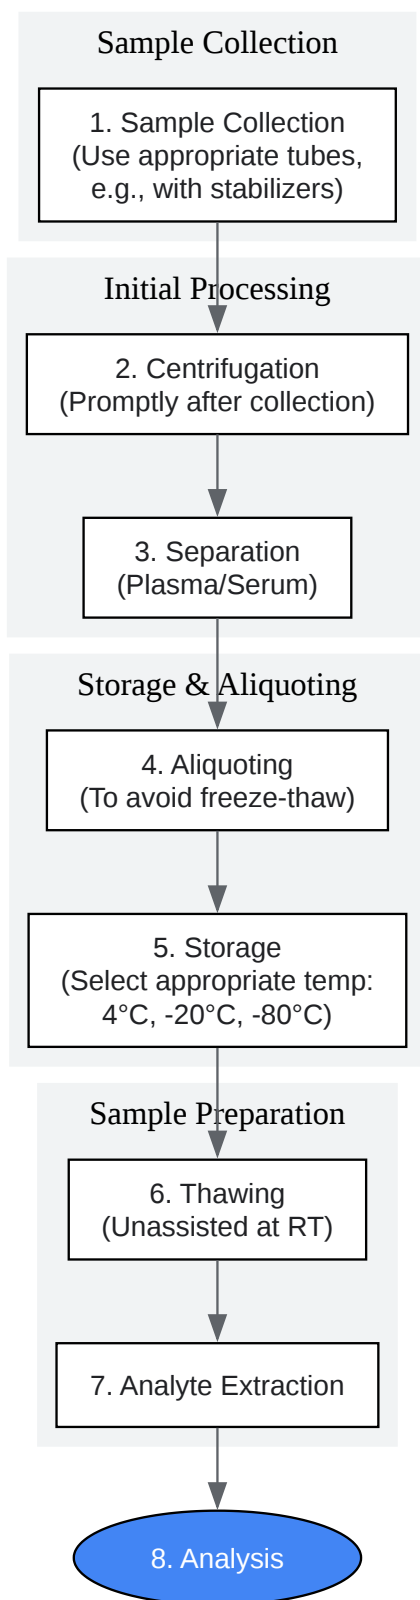 Sample Collection
1. Sample Collection
(Use appropriate tubes,
e.g., with stabilizers)
Initial Processing
2. Centrifugation
(Promptly after collection)
3. Separation
(Plasma/Serum)
Storage & Aliquoting
4. Aliquoting
(To avoid freeze-thaw)
5. Storage
(Select appropriate temp:
4°C, -20°C, -80°C)
Sample Preparation
6. Thawing
(Unassisted at RT)
7. Analyte Extraction
8. Analysis